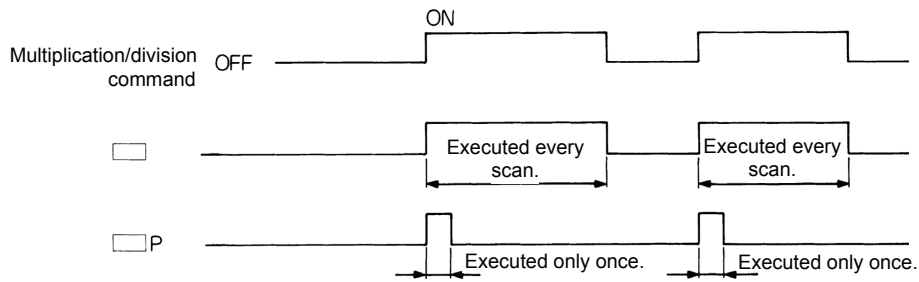 ON
Multiplication/division
command
OFF
Executed every
scan.
Executed every
scan.
P
Executed only once.
Executed only once.